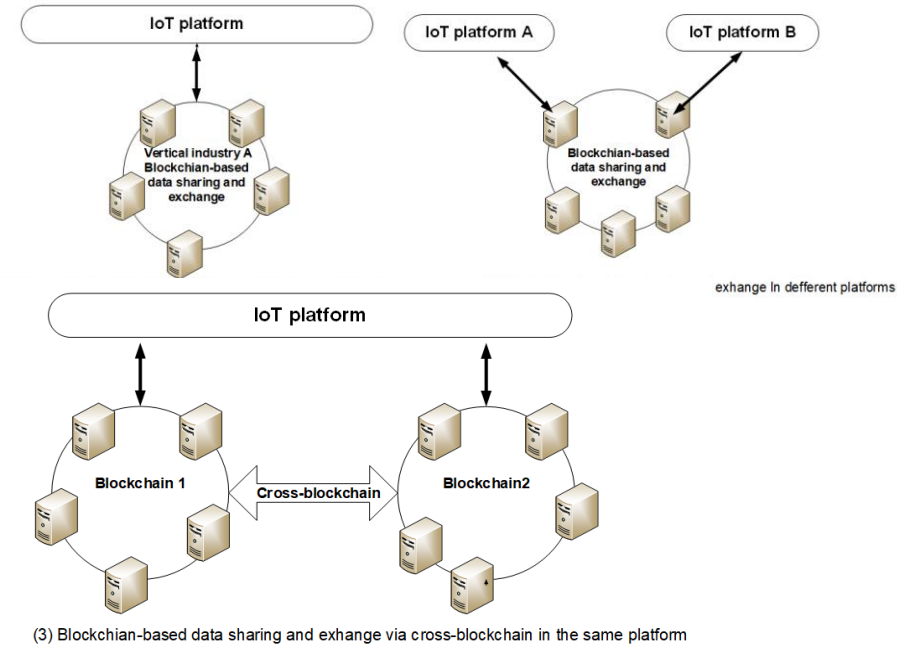 IoT platform
IoT platform A
IoT platform B
Vertical industry A
Blockchian-based
data sharing and
exchange
Blockchian-based
data sharing and
exchange
exhange In defferent platforms
IoT platform
Blockchain 1
Cross-blockchain
Blockchain2
(3) Blockchian-based data sharing and exhange via cross-blockchain in the same platform